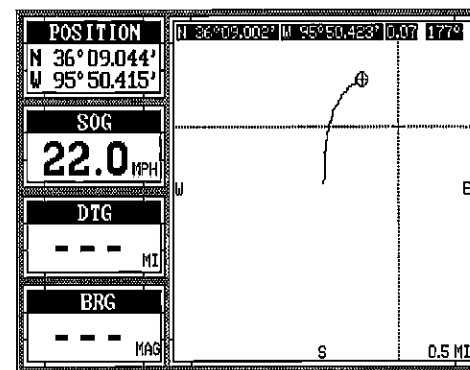 POSITION
N 36°09.044'
W 95°50.415'
SOG
22.0 MPH
DTG
--- MI
BRG
--- MAG
N 36°09.002' W 95°50.423' 0.07 177°
W
E
S
0.5 MI